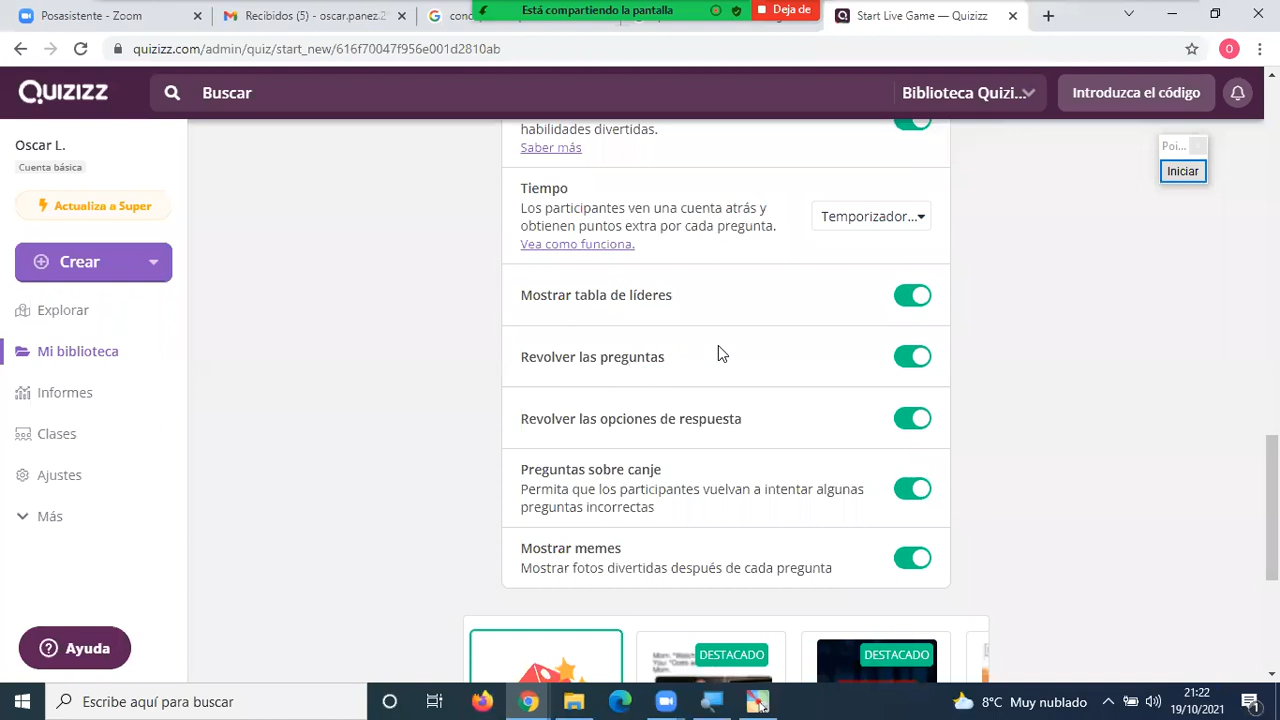 Posasistencia - Zoom
Recibidos (5) - oscar.panez.2
conc
Está compartiendo la pantalla
Deja de
Start Live Game — Quizizz
quizizz.com/admin/quiz/start_new/616f70047f956e001d2810ab
O
QUIZIZZ
Buscar
Biblioteca Quizi...
Introduzca el código
Oscar L.
Cuenta básica
Actualiza a Super
Crear
Explorar
Mi biblioteca
Informes
Clases
Ajustes
Más
Ayuda
habilidades divertidas.
Saber más
Tiempo
Los participantes ven una cuenta atrás y
obtienen puntos extra por cada pregunta.
Vea como funciona.
Temporizador...
Mostrar tabla de líderes
Revolver las preguntas
Revolver las opciones de respuesta
Preguntas sobre canje
Permita que los participantes vuelvan a intentar algunas
preguntas incorrectas
Mostrar memes
Mostrar fotos divertidas después de cada pregunta
Poi...
Iniciar
DESTACADO
DESTACADO
Escribe aquí para buscar
8°C Muy nublado
21:22
19/10/2021
1